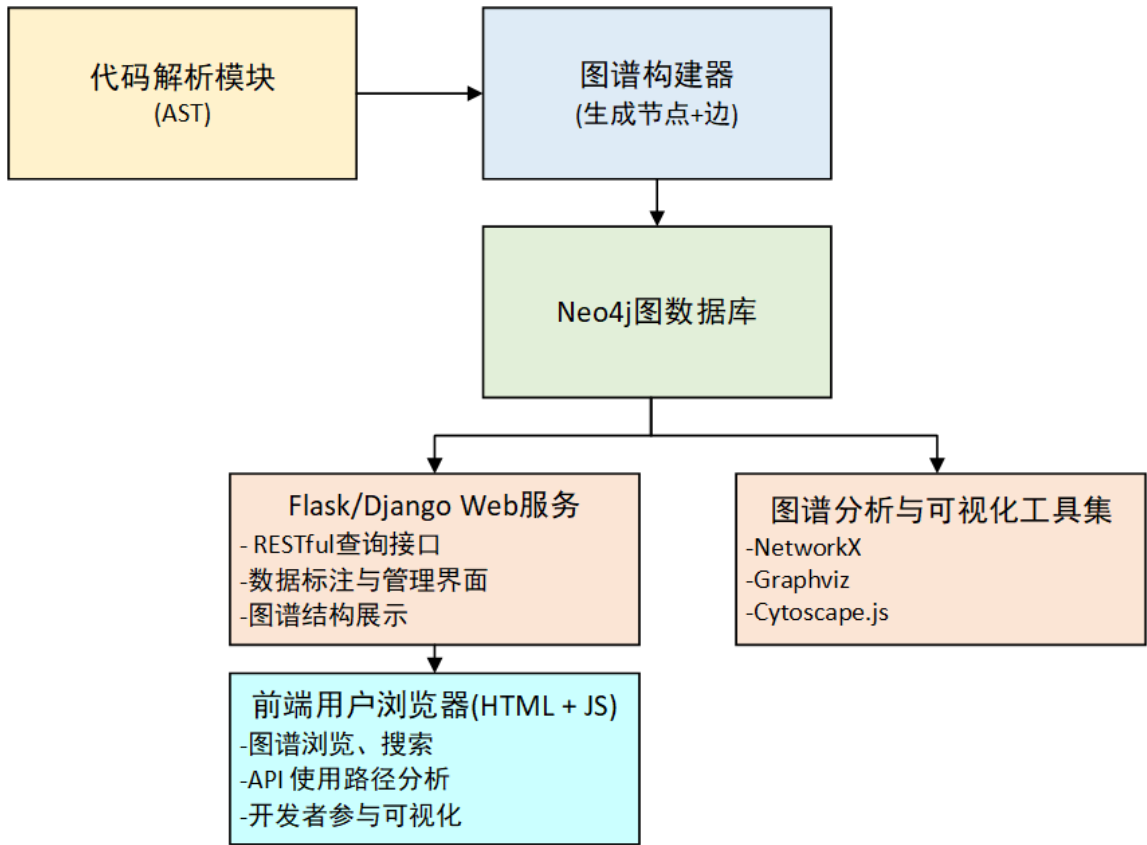 代码解析模块
(AST)
图谱构建器
(生成节点+边)
Neo4j图数据库
Flask/Django Web服务
- RESTful查询接口
-数据标注与管理界面
-图谱结构展示
图谱分析与可视化工具集
-NetworkX
-Graphviz
-Cytoscape.js
前端用户浏览器(HTML + JS)
-图谱浏览、搜索
-API 使用路径分析
-开发者参与可视化